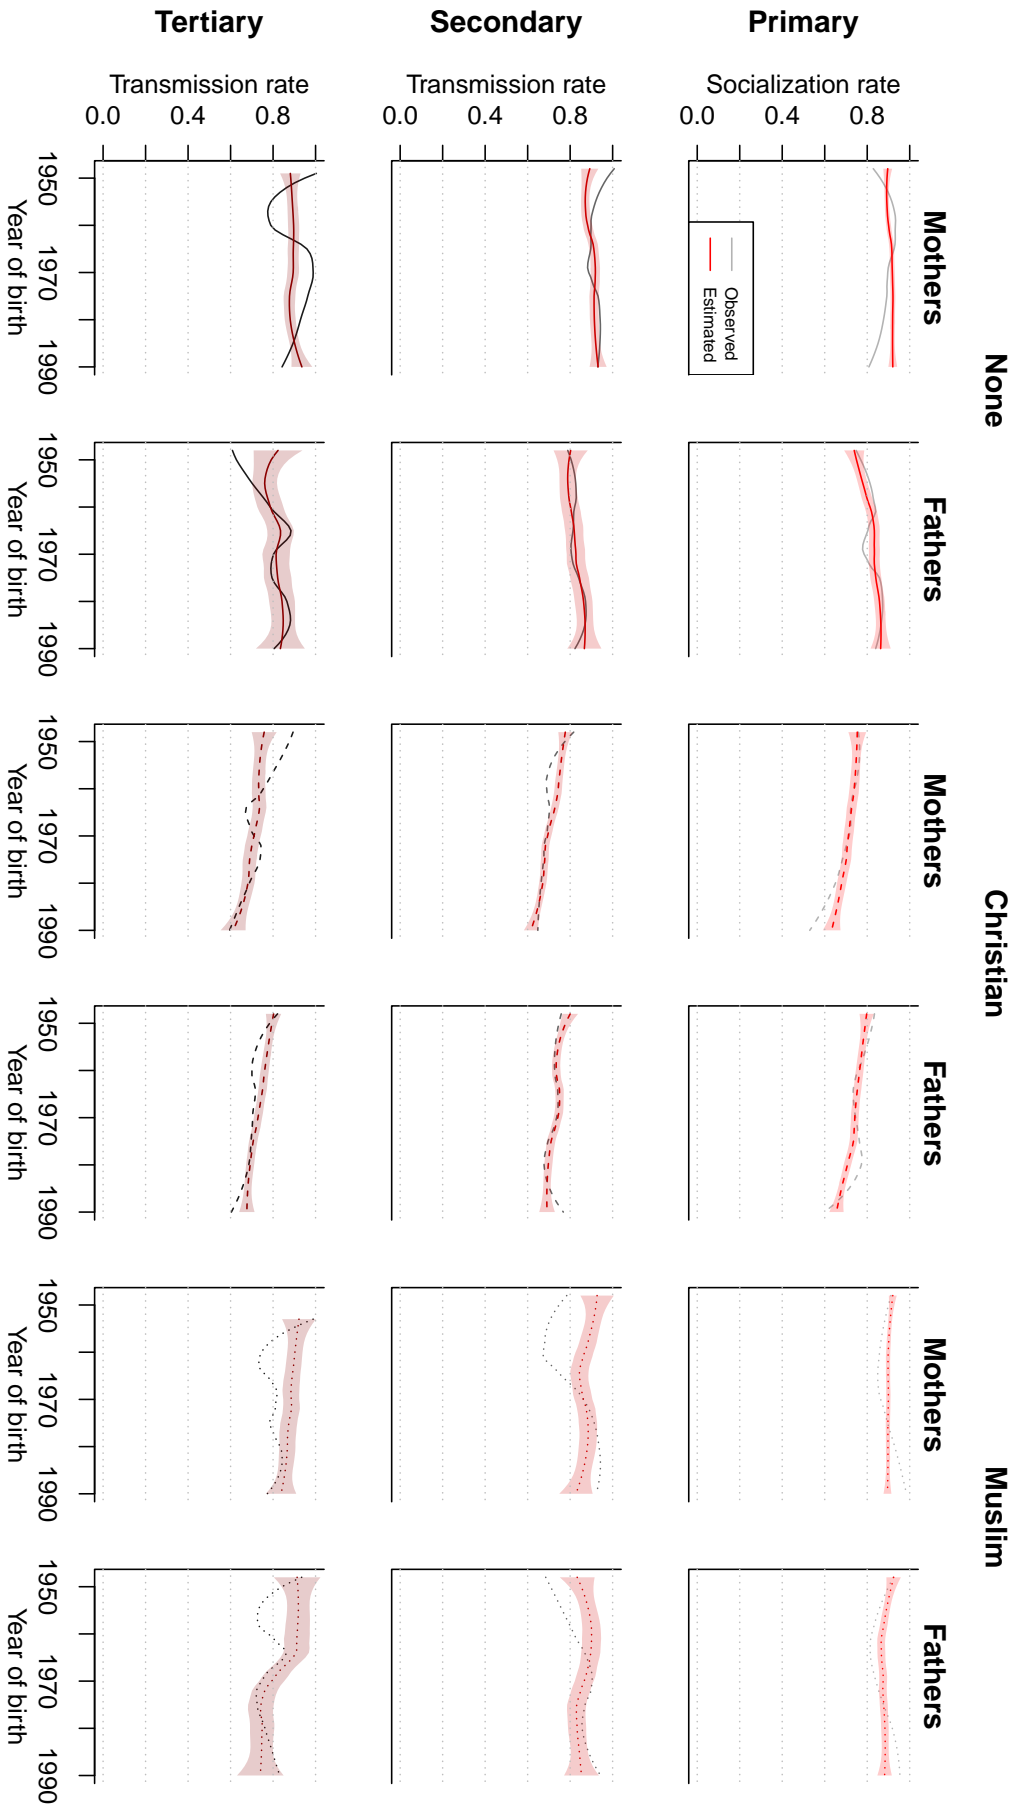 None
Christian
Muslim
Mothers
Fathers
Mothers
Fathers
Mothers
Fathers
Primary
Socialization rate
0.0 0.4 0.8
Observed
Estimated
Secondary
Transmission rate
0.0 0.4 0.8
Tertiary
Transmission rate
0.0 0.4 0.8
1950 1970 1990
Year of birth
1950 1970 1990
Year of birth
1950 1970 1990
Year of birth
1950 1970 1990
Year of birth
1950 1970 1990
Year of birth
1950 1970 1990
Year of birth